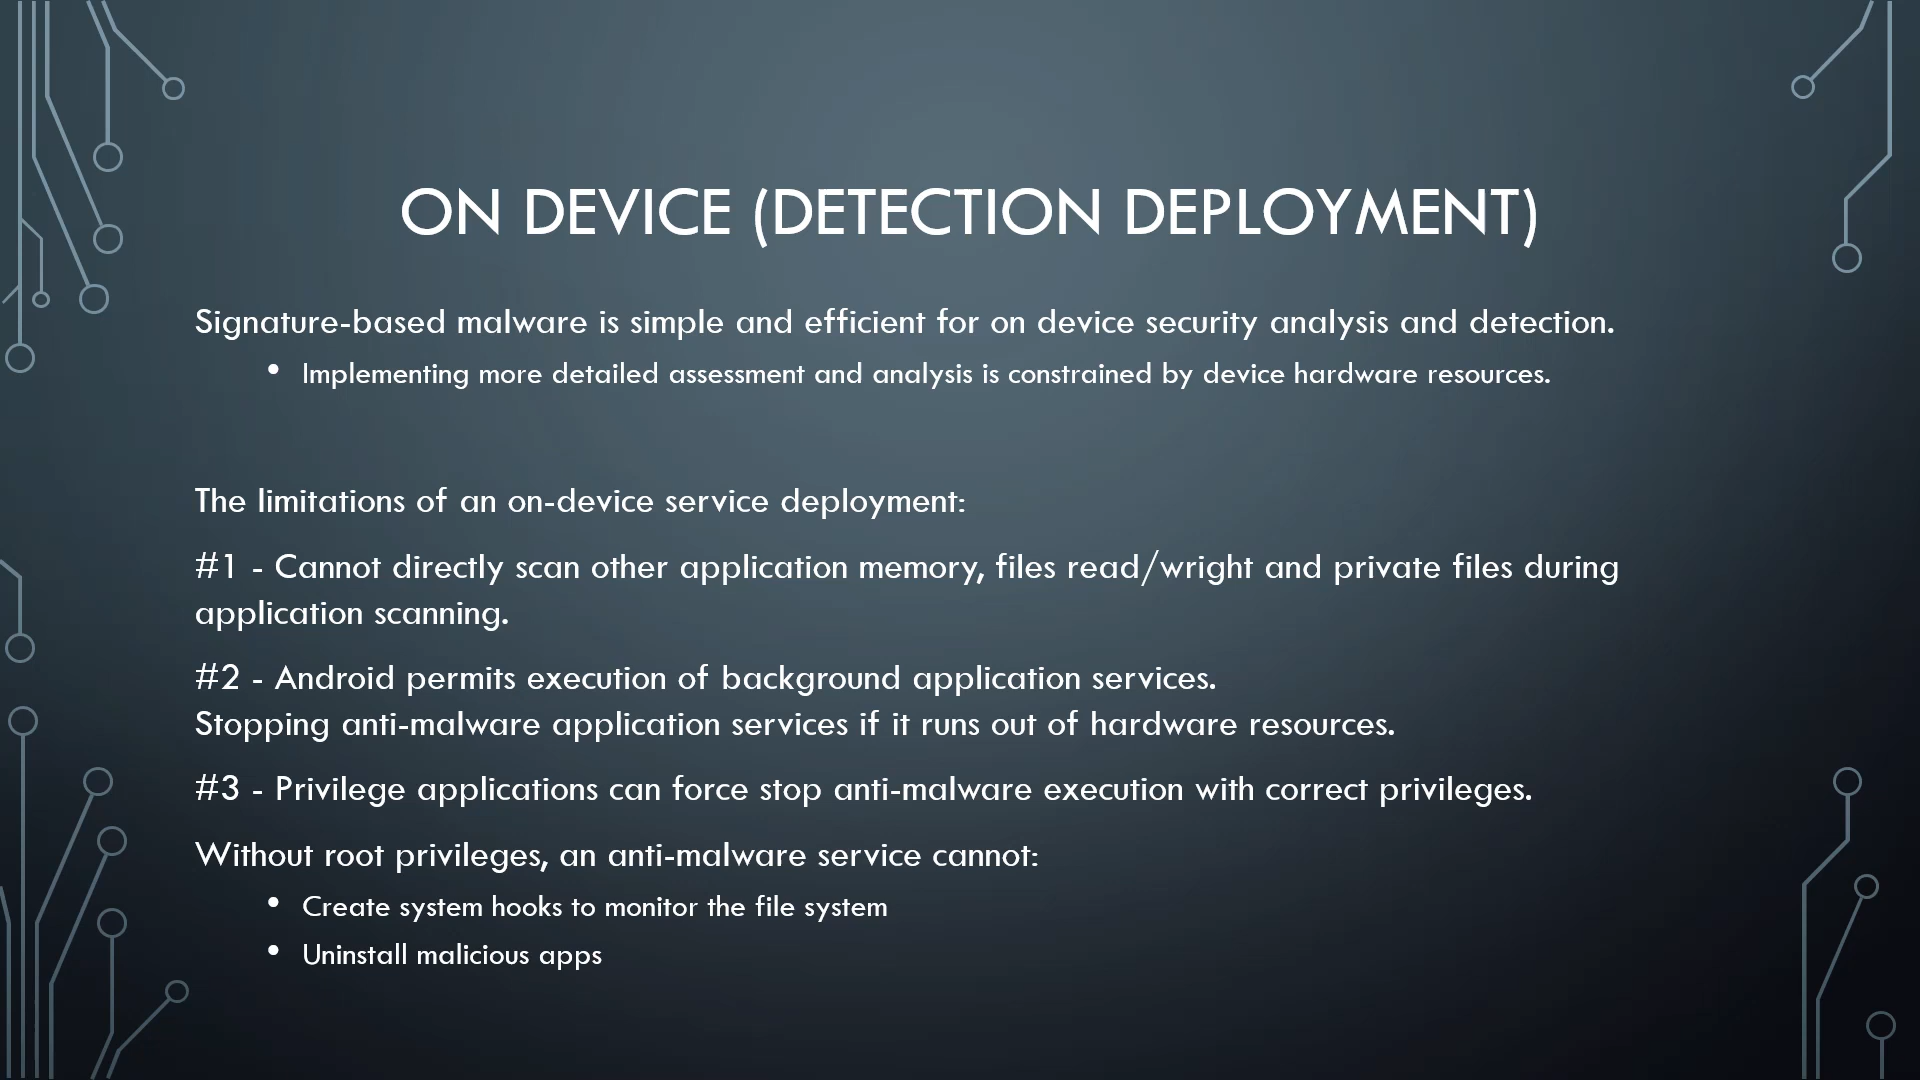 ON DEVICE (DETECTION DEPLOYMENT)
Signature-based malware is simple and efficient for on device security analysis and detection.
• Implementing more detailed assessment and analysis is constrained by device hardware resources.
The limitations of an on-device service deployment:
#1 - Cannot directly scan other application memory, files read/wright and private files during
application scanning.
#2 - Android permits execution of background application services.
Stopping anti-malware application services if it runs out of hardware resources.
#3 - Privilege applications can force stop anti-malware execution with correct privileges.
Without root privileges, an anti-malware service cannot:
• Create system hooks to monitor the file system
• Uninstall malicious apps